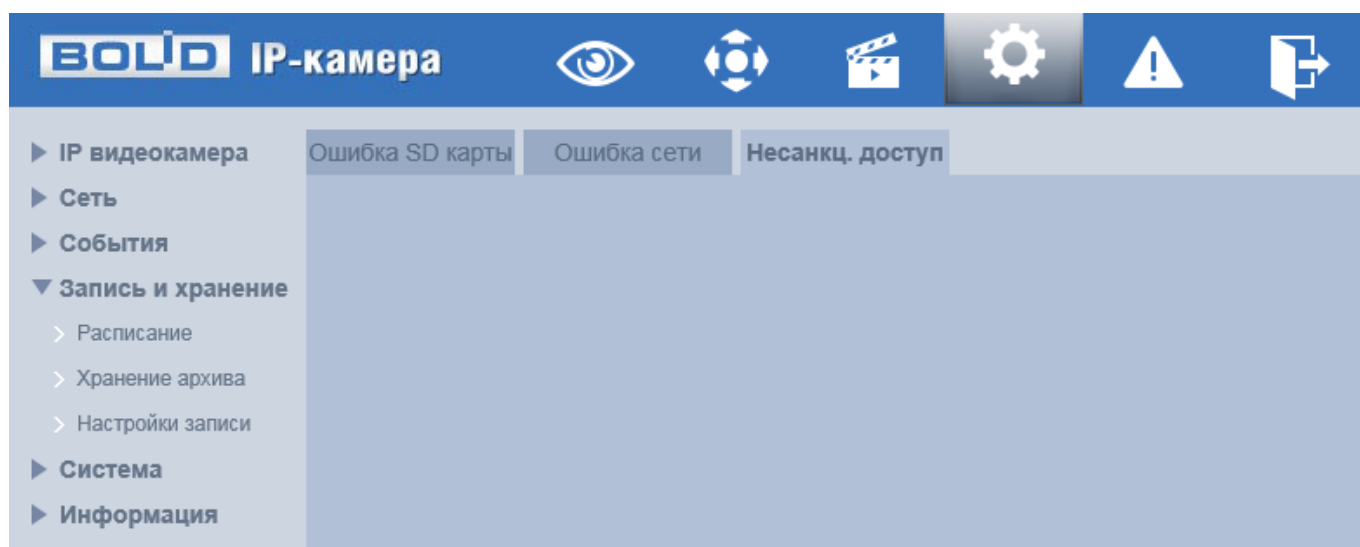 BOLID IP-камера
IP видеокамера
Сеть
События
Запись и хранение
Расписание
Хранение архива
Настройки записи
Система
Информация
Ошибка SD карты Ошибка сети Несанкц. доступ